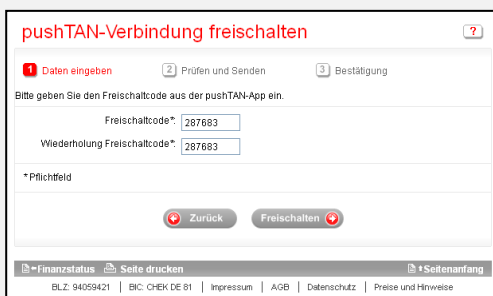 pushTAN-Verbindung freischalten ?
1 Daten eingeben 2 Prüfen und Senden 3 Bestätigung
Bitte geben Sie den Freischaltcode aus der pushTAN-App ein.
Freischaltcode*: 287683
Wiederholung Freischaltcode*: 287683
* Pflichtfeld
Zurück Freischalten
Finanzstatus Seite drucken Seitenanfang
BLZ: 94059421 | BIC: CHEK DE 81 | Impressum | AGB | Datenschutz | Preise und Hinweise